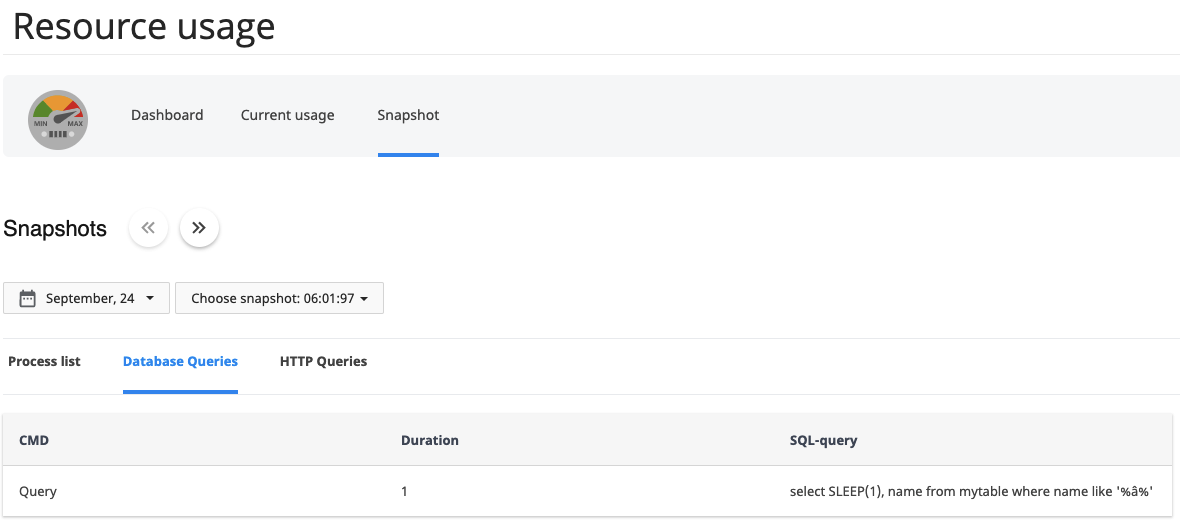 Resource usage
MIN MAX
Dashboard Current usage Snapshot
Snapshots
September, 24 Choose snapshot: 06:01:97
Process list Database Queries HTTP Queries
CMD Duration SQL-query
Query 1 select SLEEP(1), name from mytable where name like '%â%'